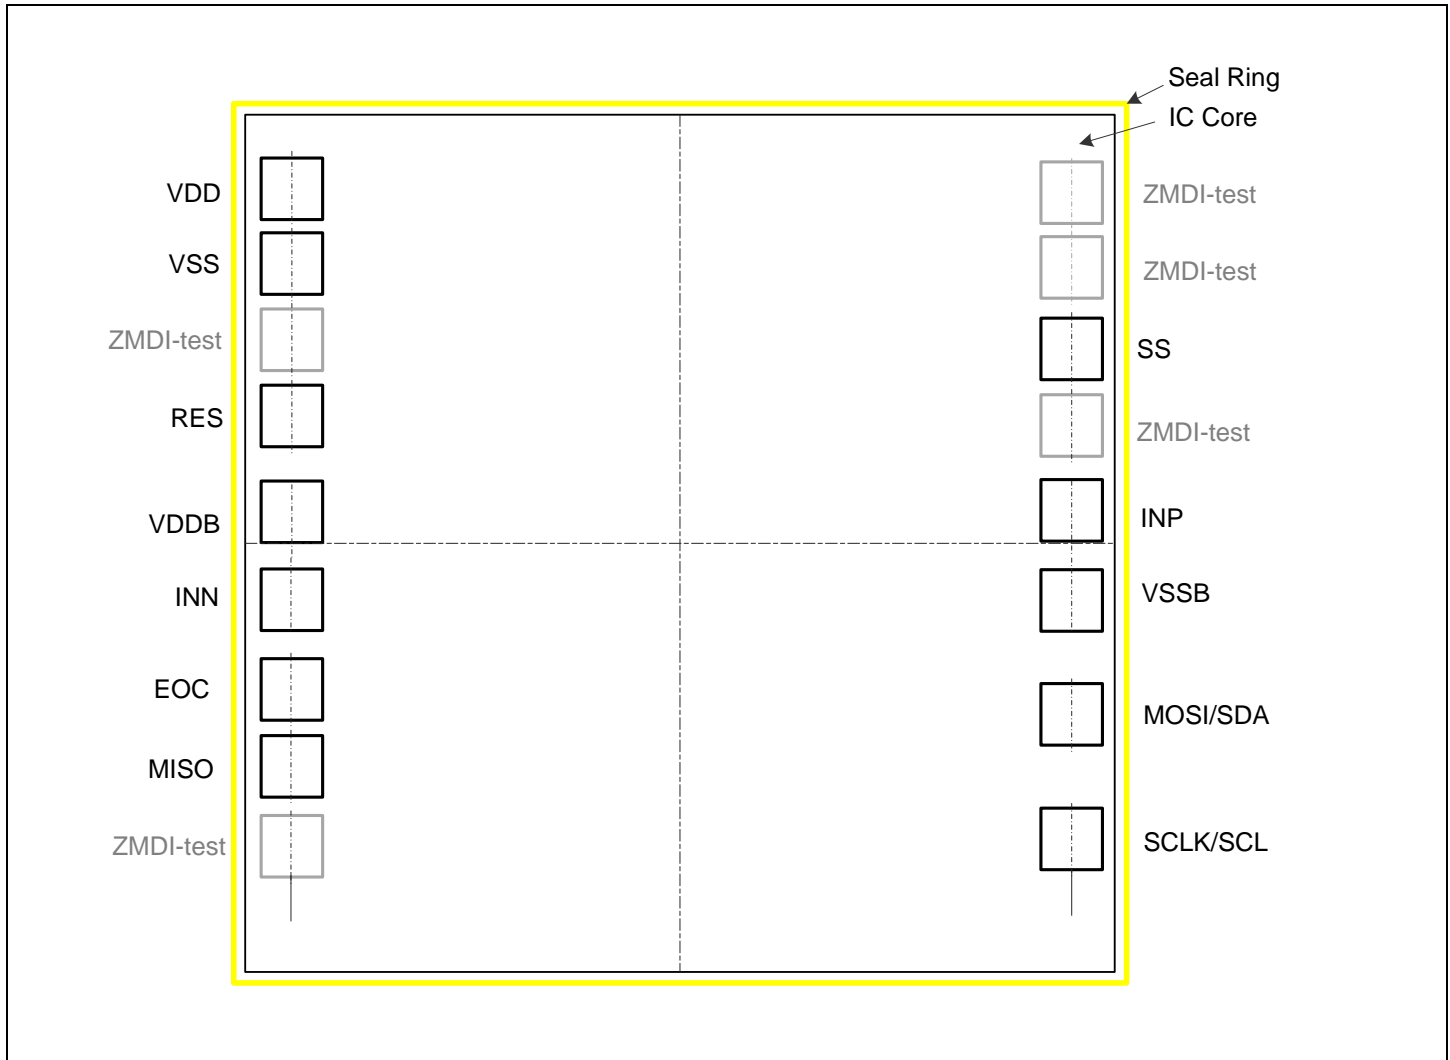 Seal Ring
IC Core
VDD
VSS
ZMDI-test
RES
VDDB
INN
EOC
MISO
ZMDI-test
ZMDI-test
ZMDI-test
SS
ZMDI-test
INP
VSSB
MOSI/SDA
SCLK/SCL